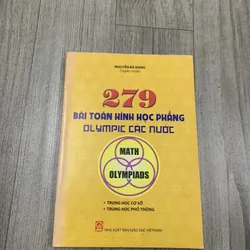 NGUYỄN BÁ ĐANG
279
BÀI TOÁN HÌNH HỌC PHẲNG
OLYMPIC CÁC NƯỚC
MATH
OLYMPIADS
• TRUNG HỌC CƠ SỞ
• TRUNG HỌC PHỔ THÔNG
NHÀ XUẤT BẢN GIÁO DỤC VIỆT NAM